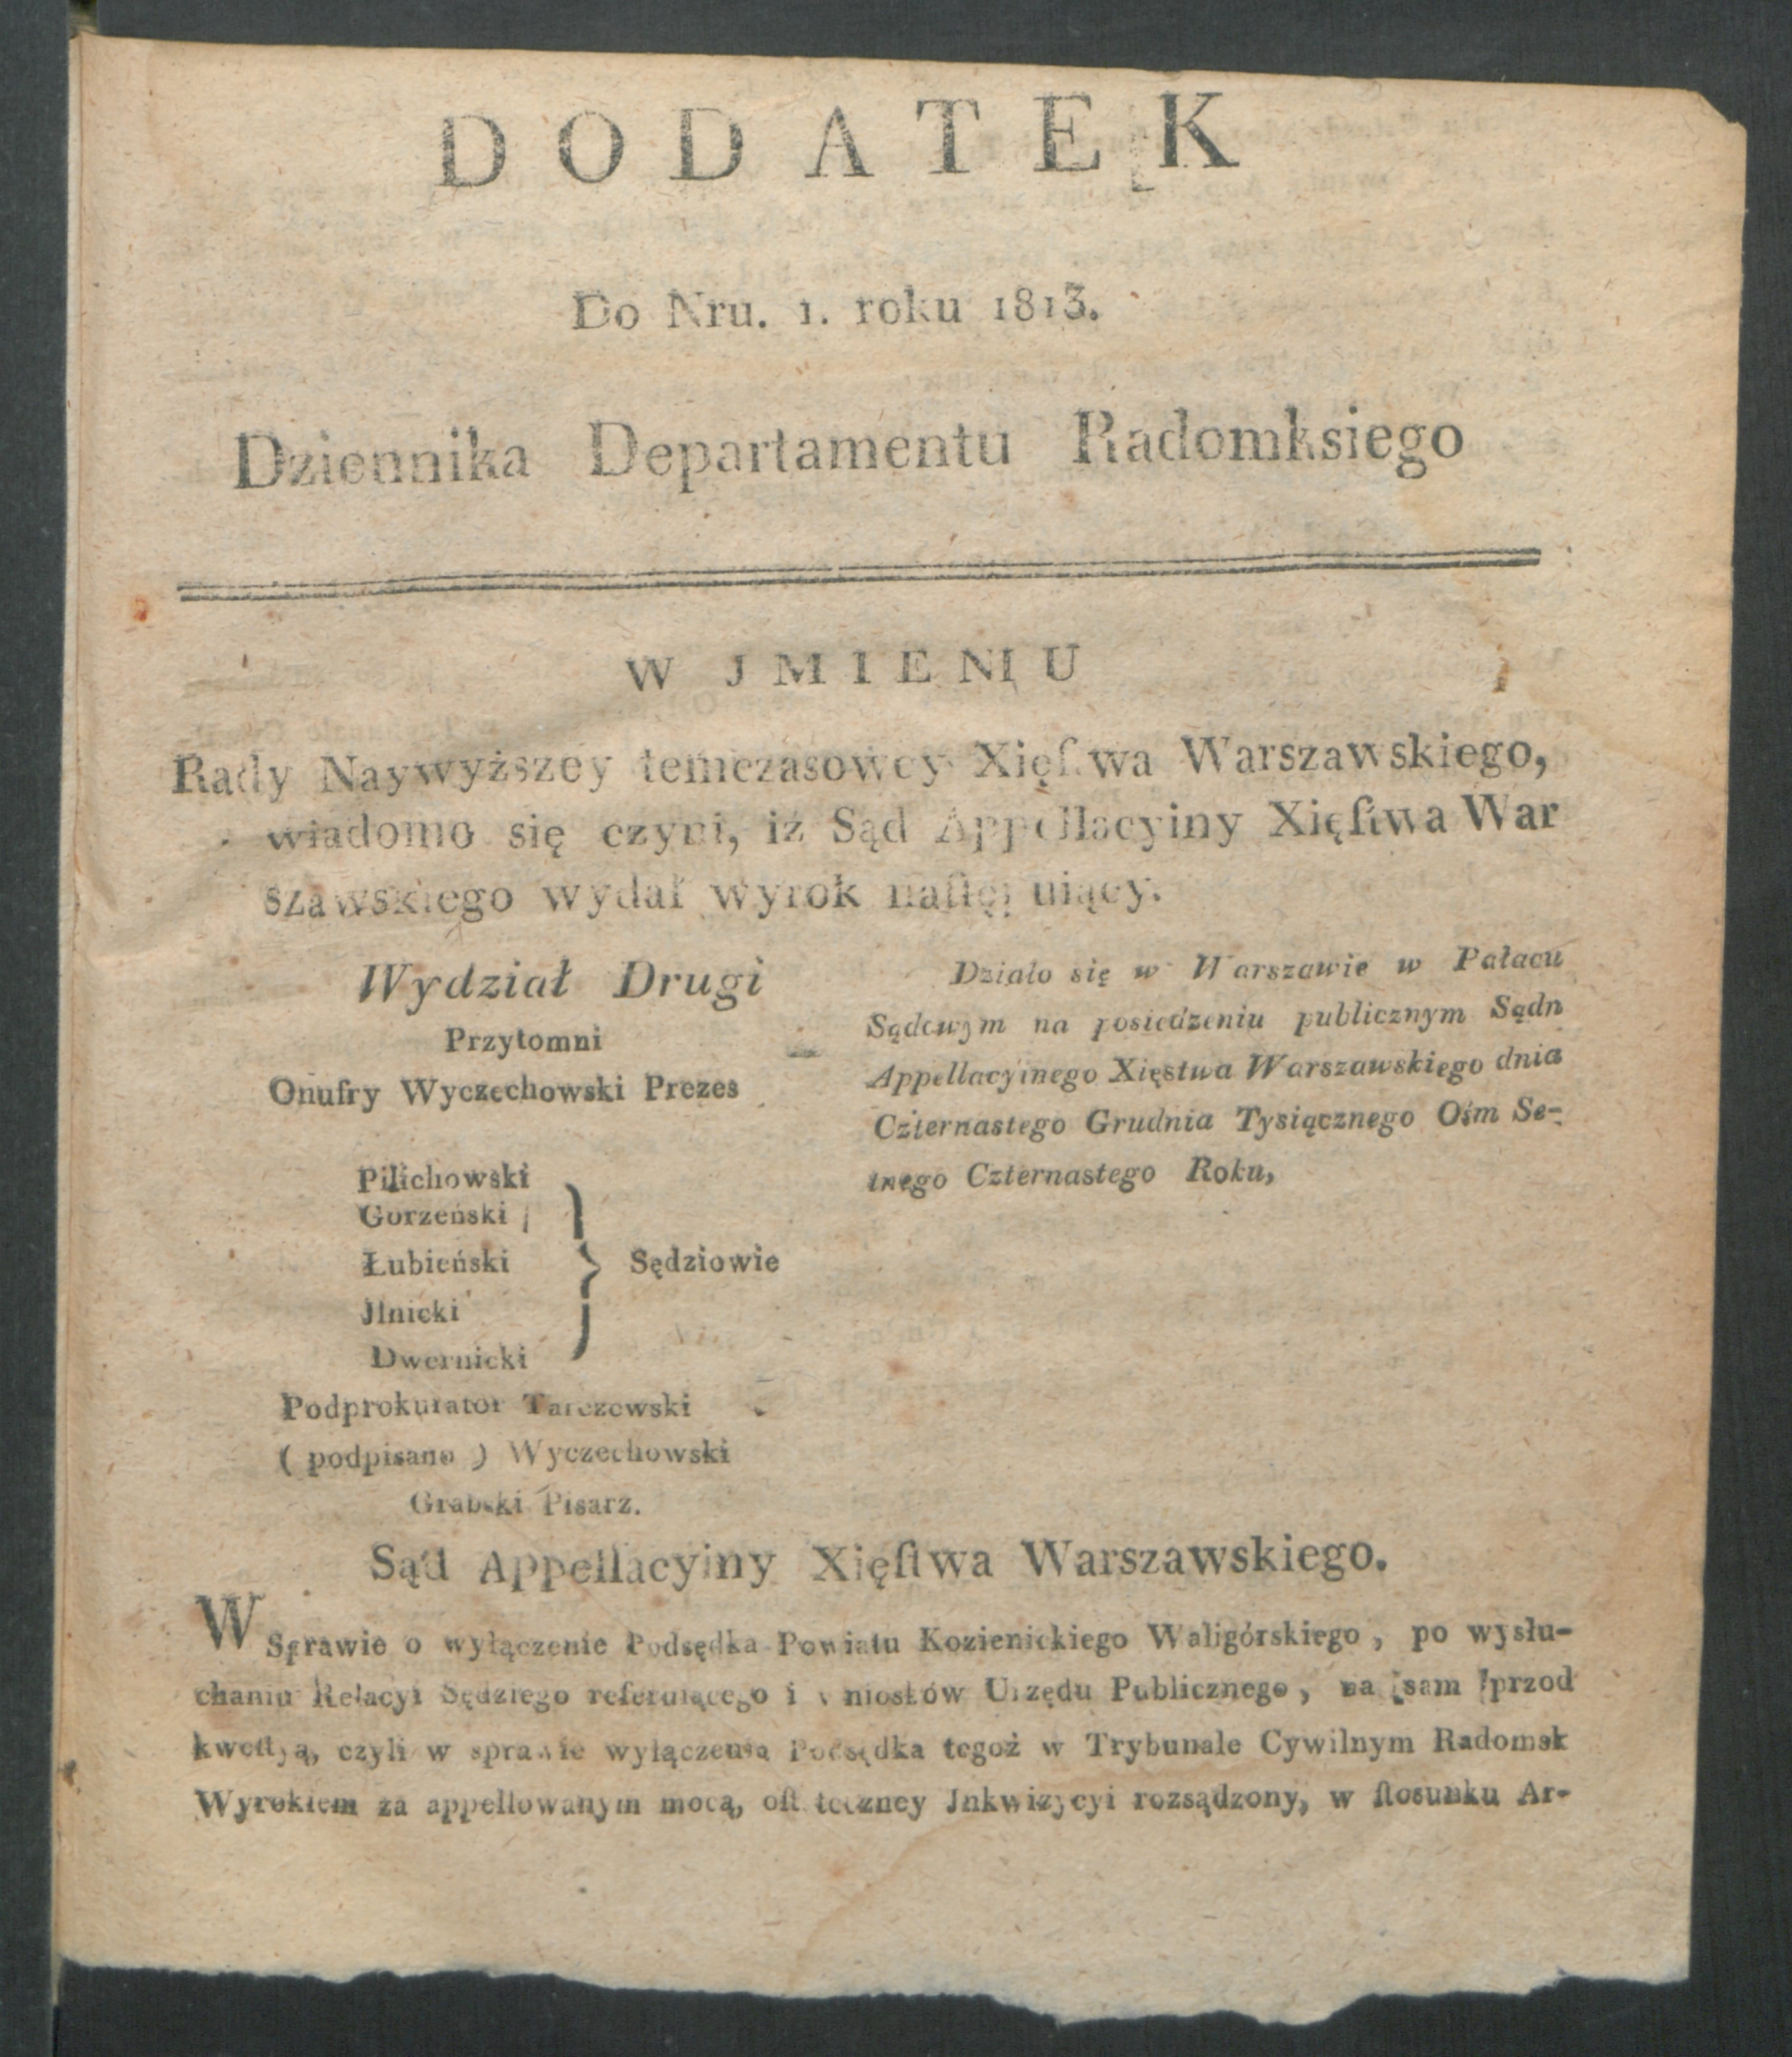 DODATEK
Do Nru. 1. roku 1813.
Dziennika Departamentu Radomksiego
W JMIENIU
Rady Naywyższey temczasowey Xięſtwa Warszawskiego,
wiadomo się czyni, iż Sąd Appellacyiny Xięſtwa War
szawskiego wydał wyrok naſtępuiący.
Wydział Drugi
Przytomni
Onufry Wyczechowski Prezes
Pilichowski
Gorzeński
Łubieński
Jlnicki
Dwernicki
Sędziowie
Podprokurator Tarczewski
( podpisano ) Wyczechowski
Grabski Pisarz.
Działo się w Warszawie w Pałacu
Sądowym na posiedzeniu publicznym Sądn
Appellacyinego Xięstwa Warszawskiego dnia
Czternastego Grudnia Tysiącznego Ośm Se-
tnego Czternastego Roku,
Sąd Appellacyiny Xięſtwa Warszawskiego.
W Sprawie o wyłączenie Podsędka Powiatu Kozienickiego Waligórskiego, po wysłu-
chaniu Relacyi Sędziego referuiącego i wniosków Urzędu Publicznego, na sam przod
kweſtyą, czyli w sprawie wyłączenia Podsędka tegoż w Trybunale Cywilnym Radomsk
Wyrokiem za appellowanym mocą, oſtateczney Jnkwizycyi rozsądzony, w ſtosunku Ar-